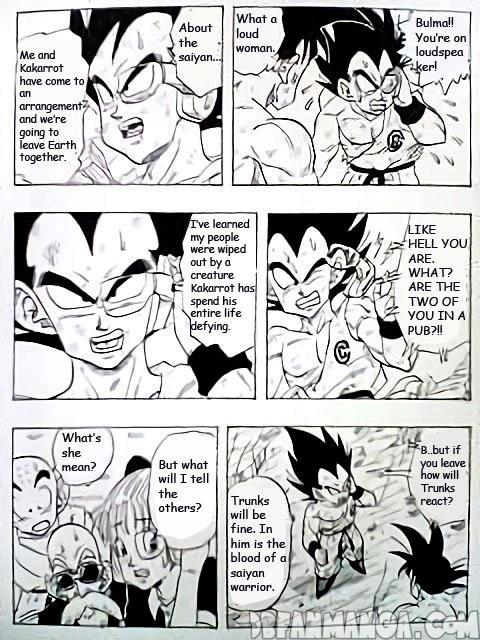 Bulma!!
You're on
loudspea
ker!
What a
loud
woman.
About
the
saiyan...
Me and
Kakarrot
have come to
an
arrangement
and we're
going to
leave Earth
together.
LIKE
HELL YOU
ARE.
WHAT?
ARE THE
TWO OF
YOU IN A
PUB?!!
I've learned
my people
were wiped
out by a
creature
Kakarrot has
spend his
entire life
defying.
B..but if
you leave
how will
Trunks
react?
Trunks
will be
fine. In
him is the
blood of a
saiyan
warrior.
But what
will I tell
the
others?
What's
she
mean?
DBFANMANGA.COM